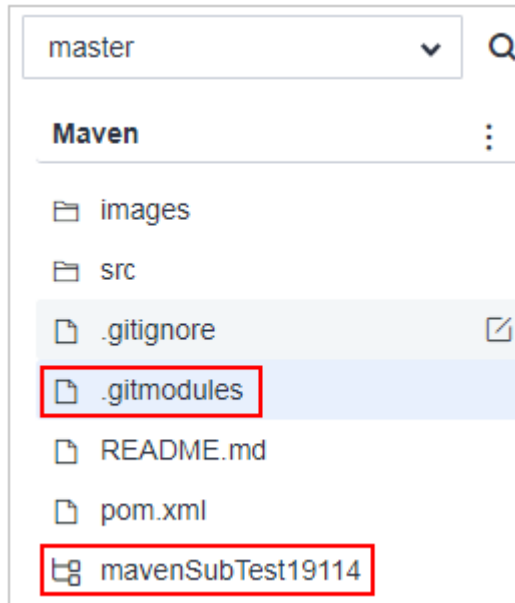 master
Maven
images
src
.gitignore
.gitmodules
README.md
pom.xml
mavenSubTest19114